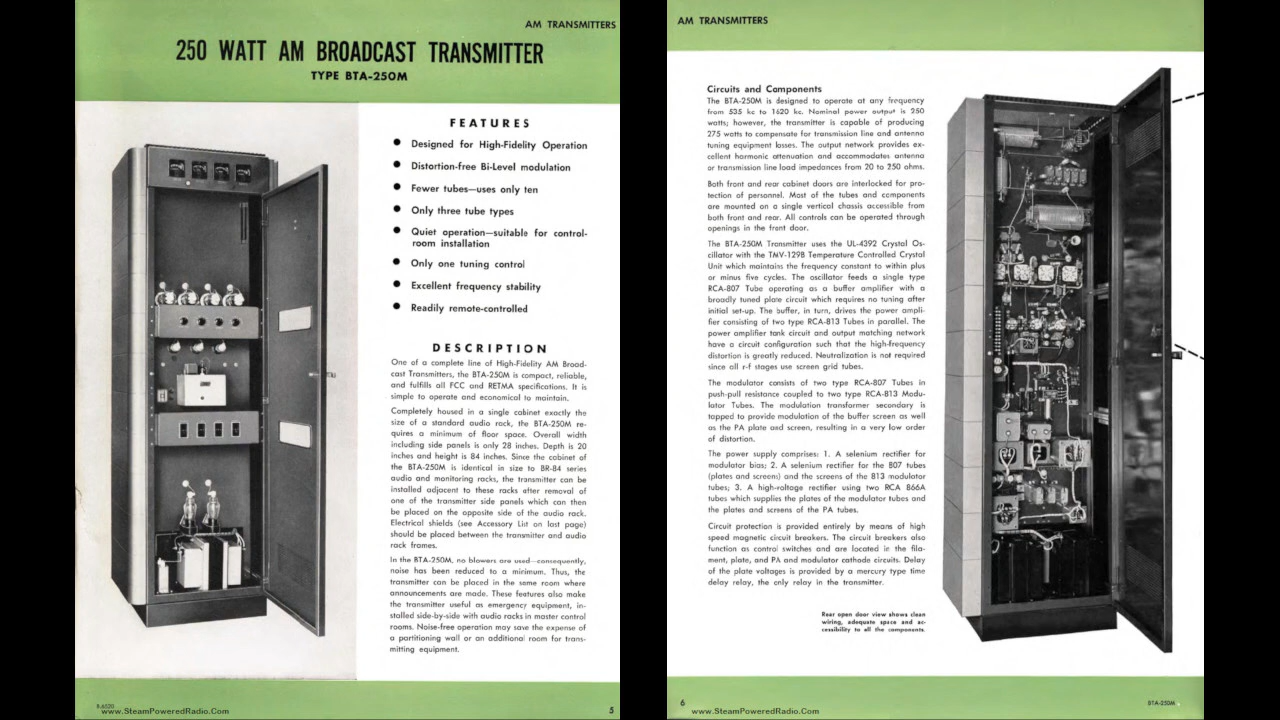 AM TRANSMITTERS
250 WATT AM BROADCAST TRANSMITTER
TYPE BTA-250M
FEATURES
● Designed for High-Fidelity Operation
● Distortion-free Bi-Level modulation
● Fewer tubes—uses only ten
● Only three tube types
● Quiet operation—suitable for control-
room installation
● Only one tuning control
● Excellent frequency stability
● Readily remote-controlled
DESCRIPTION
One of a complete line of High-Fidelity AM Broad-
cast Transmitters, the BTA-250M is compact, reliable,
and fulfills all FCC and RETMA specifications. It is
simple to operate and economical to maintain.
Completely housed in a single cabinet exactly the
size of a standard audio rack, the BTA-250M re-
quires a minimum of floor space. Overall width
including side panels is only 28 inches. Depth is 20
inches and height is 84 inches. Since the cabinet of
the BTA-250M is identical in size to BR-84 series
audio and monitoring racks, the transmitter can be
installed adjacent to these racks after removal of
one of the transmitter side panels which can then
be placed on the opposite side of the audio rack.
Electrical shields (see Accessory List on last page)
should be placed between the transmitter and audio
rack frames.
In the BTA-250M, no blowers are used—consequently,
noise has been reduced to a minimum. Thus, the
transmitter can be placed in the same room where
announcements are made. These features also make
the transmitter useful as emergency equipment, in-
stalled side-by-side with audio racks in master control
rooms. Noise-free operation may save the expense of
a partitioning wall or an additional room for trans-
mitting equipment.
www.SteamPoweredRadio.Com
5
AM TRANSMITTERS
Circuits and Components
The BTA-250M is designed to operate at any frequency
from 535 kc to 1620 kc. Nominal power output is 250
watts; however, the transmitter is capable of producing
275 watts to compensate for transmission line and antenna
tuning equipment losses. The output network provides ex-
cellent harmonic attenuation and accommodates antenna
or transmission line load impedances from 20 to 250 ohms.
Both front and rear cabinet doors are interlocked for pro-
tection of personnel. Most of the tubes and components
are mounted on a single vertical chassis accessible from
both front and rear. All controls can be operated through
openings in the front door.
The BTA-250M Transmitter uses the UL-4392 Crystal Os-
cillator with the TMV-129B Temperature Controlled Crystal
Unit which maintains the frequency constant to within plus
or minus five cycles. The oscillator feeds a single type
RCA-807 Tube operating as a buffer amplifier with a
broadly tuned plate circuit which requires no tuning after
initial set-up. The buffer, in turn, drives the power ampli-
fier consisting of two type RCA-813 Tubes in parallel. The
power amplifier tank circuit and output matching network
have a circuit configuration such that the high-frequency
distortion is greatly reduced. Neutralization is not required
since all r-f stages use screen grid tubes.
The modulator consists of two type RCA-807 Tubes in
push-pull resistance coupled to two type RCA-813 Modu-
lator Tubes. The modulation transformer secondary is
tapped to provide modulation of the buffer screen as well
as the PA plate and screen, resulting in a very low order
of distortion.
The power supply comprises: 1. A selenium rectifier for
modulator bias; 2. A selenium rectifier for the 807 tubes
(plates and screens) and the screens of the 813 modulator
tubes; 3. A high-voltage rectifier using two RCA 866A
tubes which supplies the plates of the modulator tubes and
the plates and screens of the PA tubes.
Circuit protection is provided entirely by means of high
speed magnetic circuit breakers. The circuit breakers also
function as control switches and are located in the fila-
ment, plate, and PA and modulator cathode circuits. Delay
of the plate voltages is provided by a mercury type time
delay relay, the only relay in the transmitter.
Rear open door view shows clean
wiring, adequate space and ac-
cessibility to all the components.
6
www.SteamPoweredRadio.Com
BTA-250M